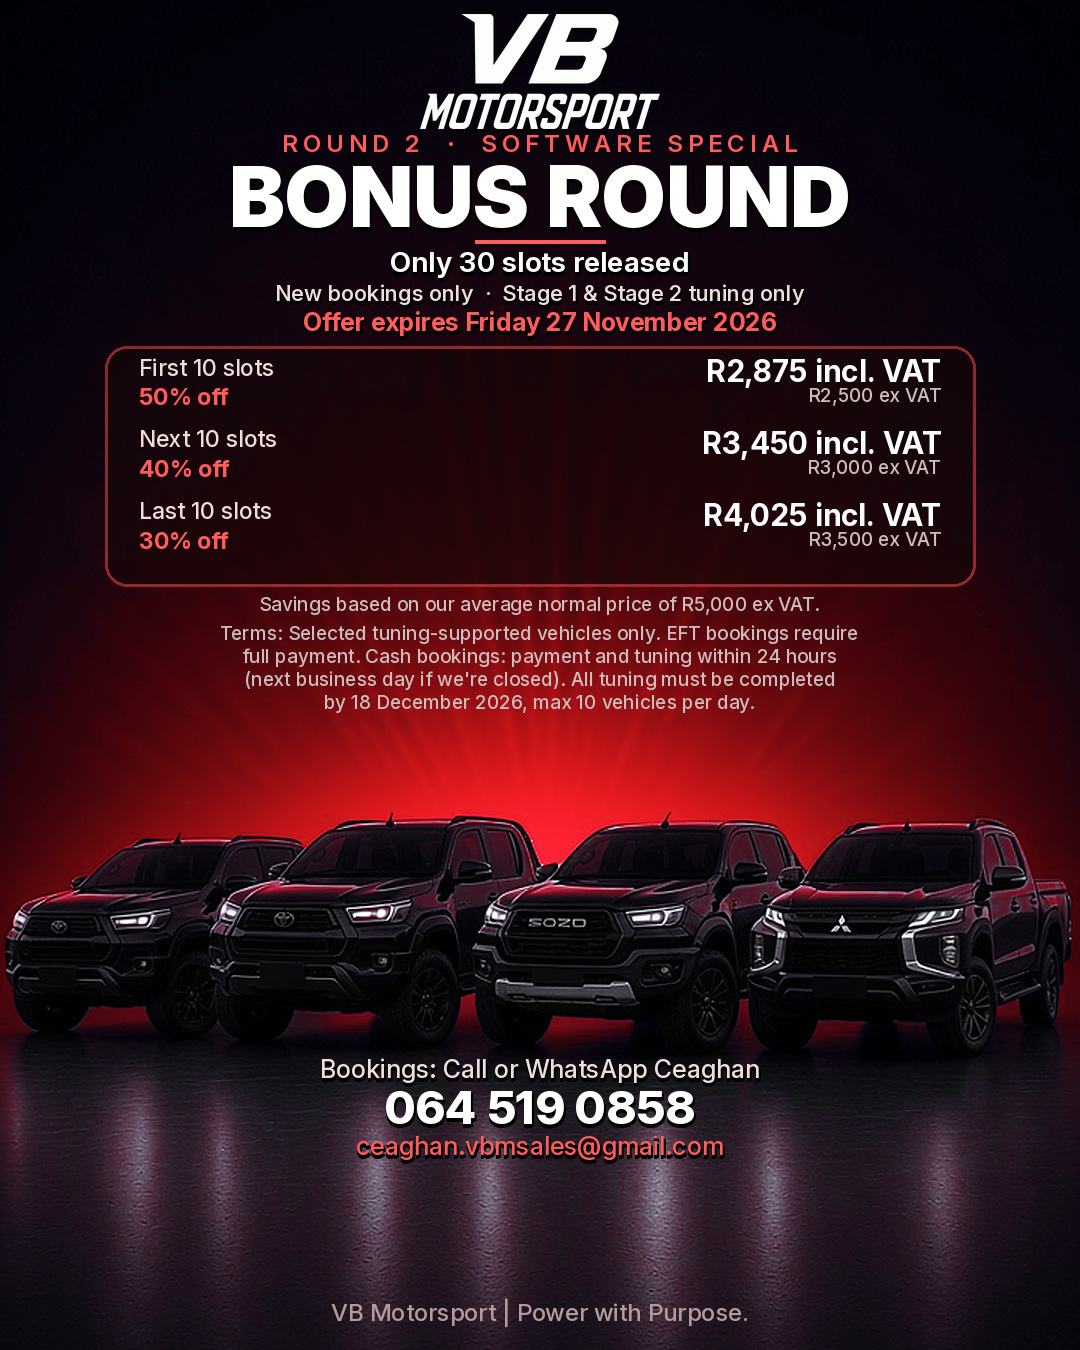 VB
MOTORSPORT
ROUND 2 · SOFTWARE SPECIAL
BONUS ROUND
Only 30 slots released
New bookings only · Stage 1 & Stage 2 tuning only
Offer expires Friday 27 November 2026
First 10 slots
R2,875 incl. VAT
50% off
R2,500 ex VAT
Next 10 slots
R3,450 incl. VAT
40% off
R3,000 ex VAT
Last 10 slots
R4,025 incl. VAT
30% off
R3,500 ex VAT
Savings based on our average normal price of R5,000 ex VAT.
Terms: Selected tuning-supported vehicles only. EFT bookings require
full payment. Cash bookings: payment and tuning within 24 hours
(next business day if we're closed). All tuning must be completed
by 18 December 2026, max 10 vehicles per day.
SOZO
Bookings: Call or WhatsApp Ceaghan
064 519 0858
ceaghan.vbmsales@gmail.com
VB Motorsport | Power with Purpose.